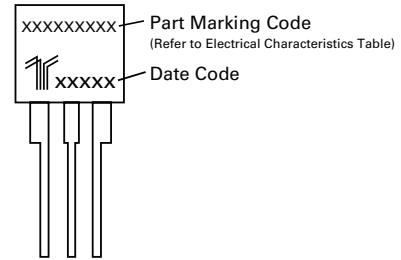 XXXXXXXXX
Part Marking Code
(Refer to Electrical Characteristics Table)
XXXXX
Date Code